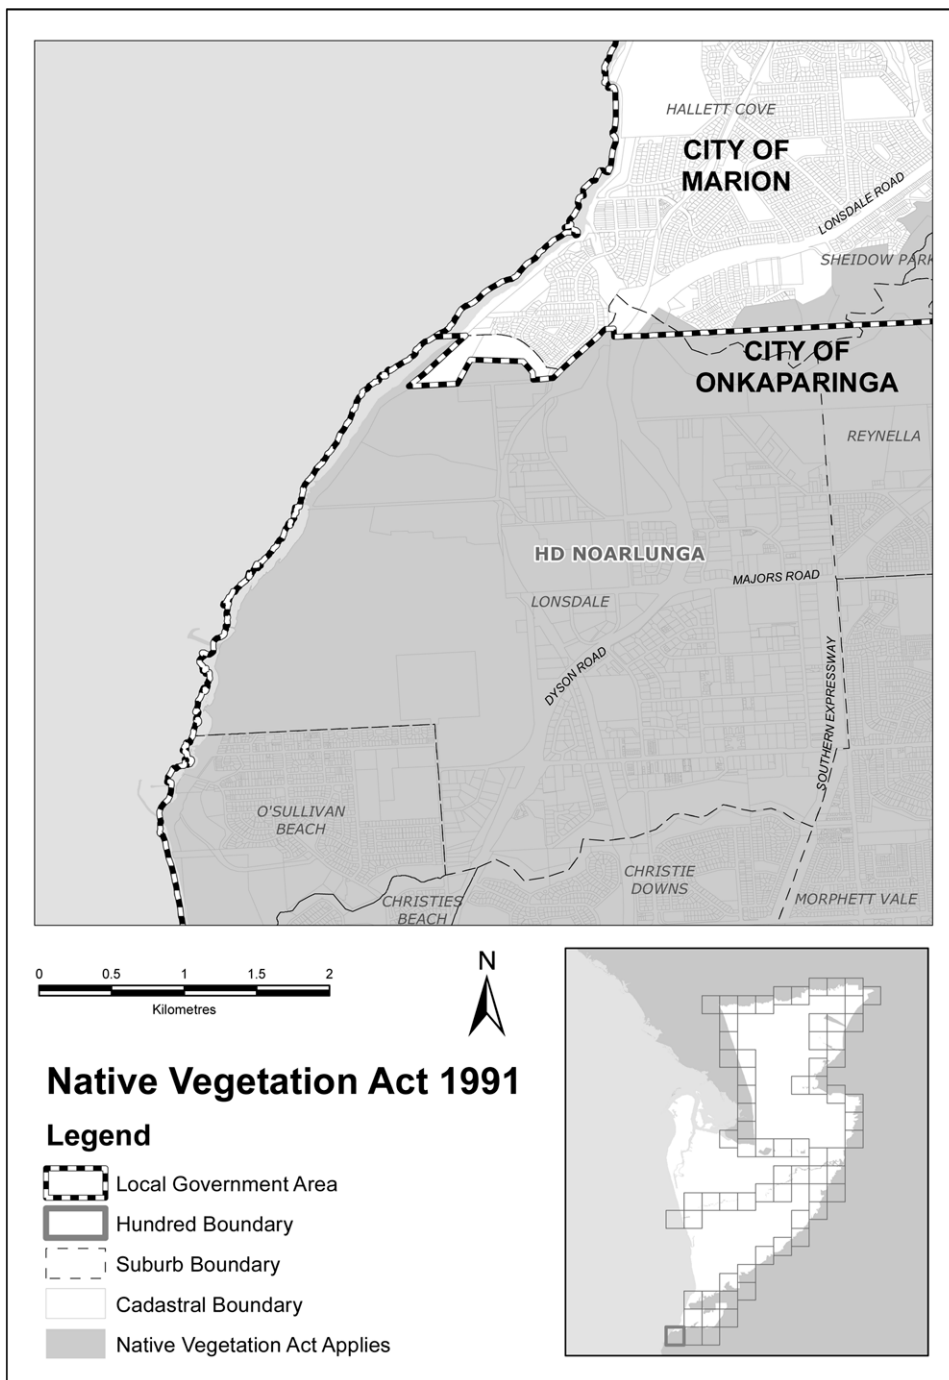 HALLETT COVE
CITY OF
MARION
LONSDALE ROAD
SHEIDOW PARK
CITY OF
ONKAPARINGA
REYNELLA
HD NOARLUNGA
MAJORS ROAD
LONSDALE
DYSON ROAD
SOUTHERN EXPRESSWAY
O'SULLIVAN
BEACH
CHRISTIE
DOWNS
CHRISTIES
BEACH
MORPHETT VALE
0 0.5 1 1.5 2
Kilometres
N
Native Vegetation Act 1991
Legend
Local Government Area
Hundred Boundary
Suburb Boundary
Cadastral Boundary
Native Vegetation Act Applies